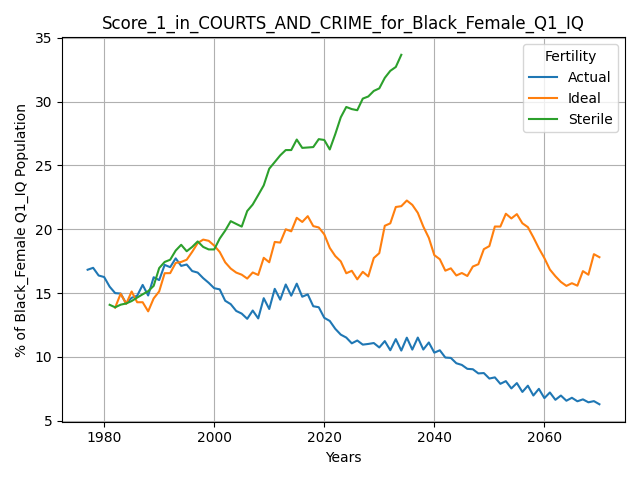 Score_1_in_COURTS_AND_CRIME_for_Black_Female_Q1_IQ
% of Black_Female Q1_IQ Population
35
30
25
20
15
10
5
Fertility
Actual
Ideal
Sterile
1980
2000
2020
2040
2060
Years